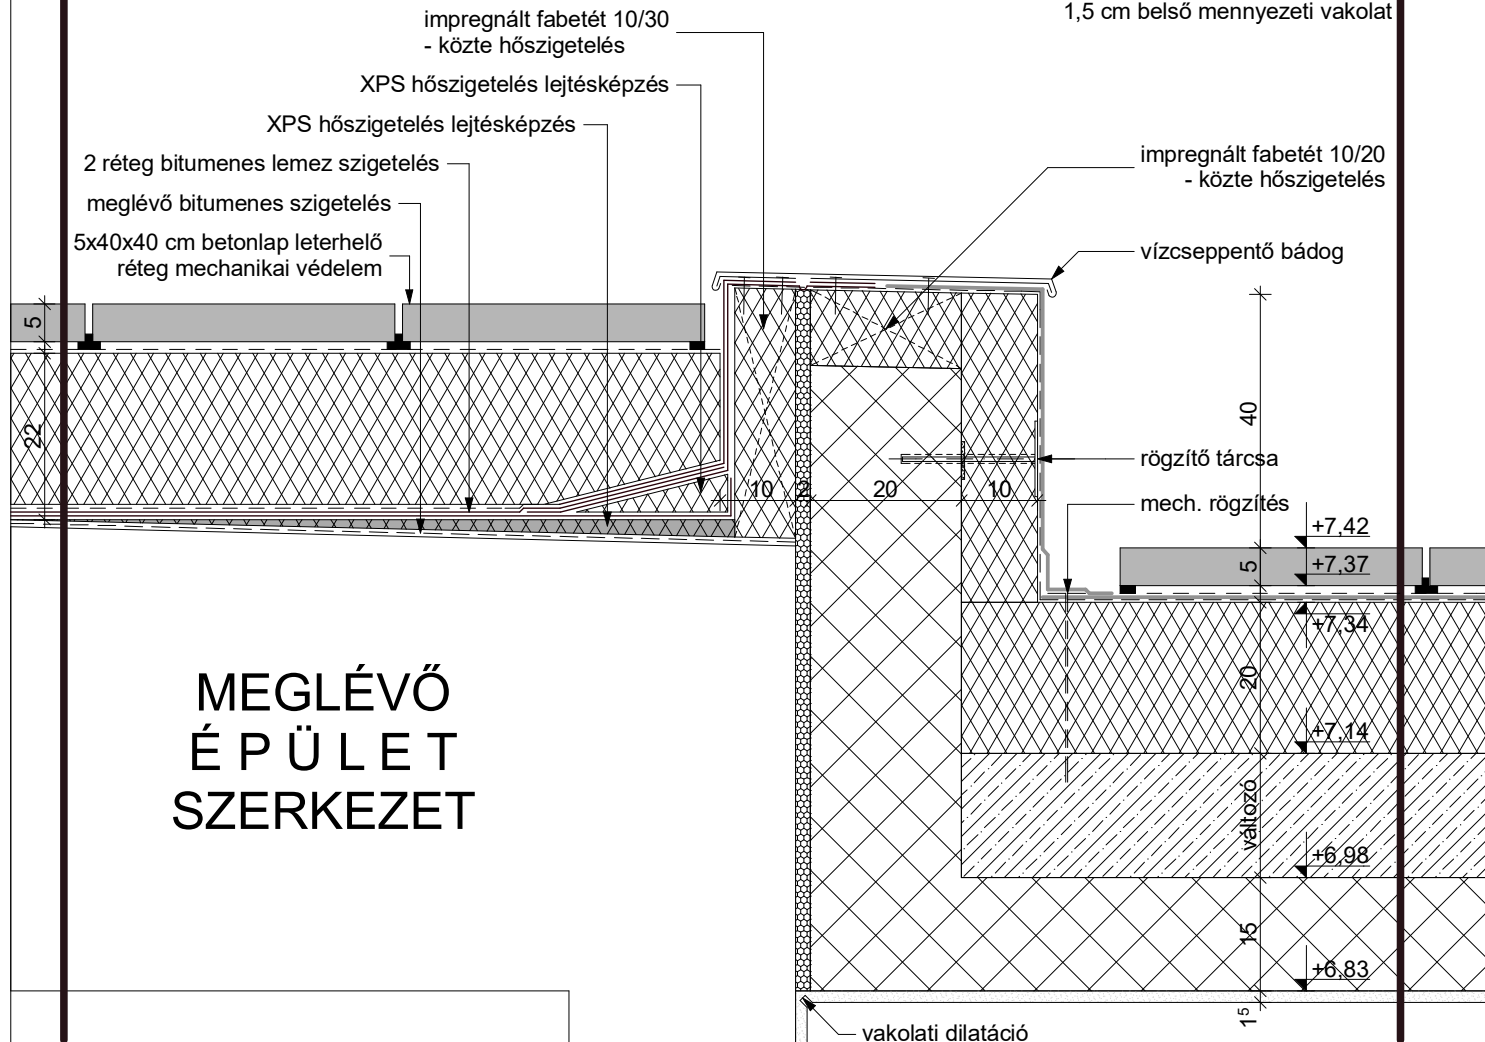 1,5 cm belső mennyezeti vakolat
impregnált fabetét 10/30
- közte hőszigetelés
XPS hőszigetelés lejtésképzés
XPS hőszigetelés lejtésképzés
2 réteg bitumenes lemez szigetelés
meglévő bitumenes szigetelés
5x40x40 cm betonlap leterhelő
réteg mechanikai védelem
impregnált fabetét 10/20
- közte hőszigetelés
vízcseppentő bádog
5
22
40
rögzítő tárcsa
10
2
20
10
mech. rögzítés
+7,42
5
+7,37
+7,34
20
+7,14
változó
+6,98
15
+6,83
1⁵
MEGLÉVŐ
ÉPÜLET
SZERKEZET
vakolati dilatáció